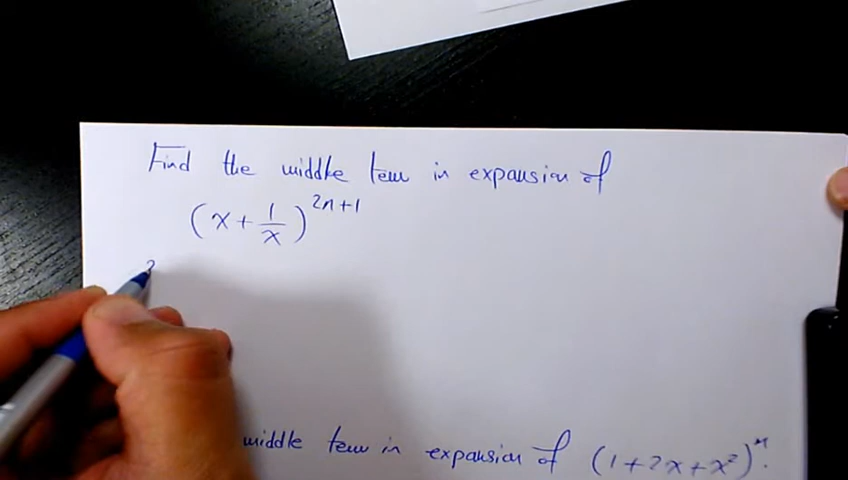 Find the middle term in expansion of
(x + 1/x)^2n+1
middle term in expansion of (1+2x+x²)^n.